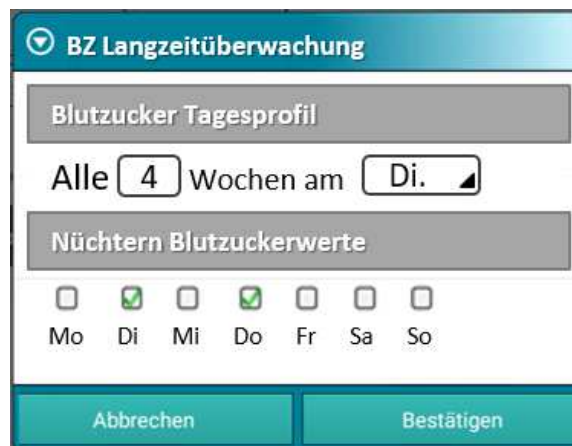 BZ Langzeitüberwachung
Blutzucker Tagesprofil
Alle 4 Wochen am Di.
Nüchtern Blutzuckerwerte
Mo Di Mi Do Fr Sa So
Abbrechen Bestätigen